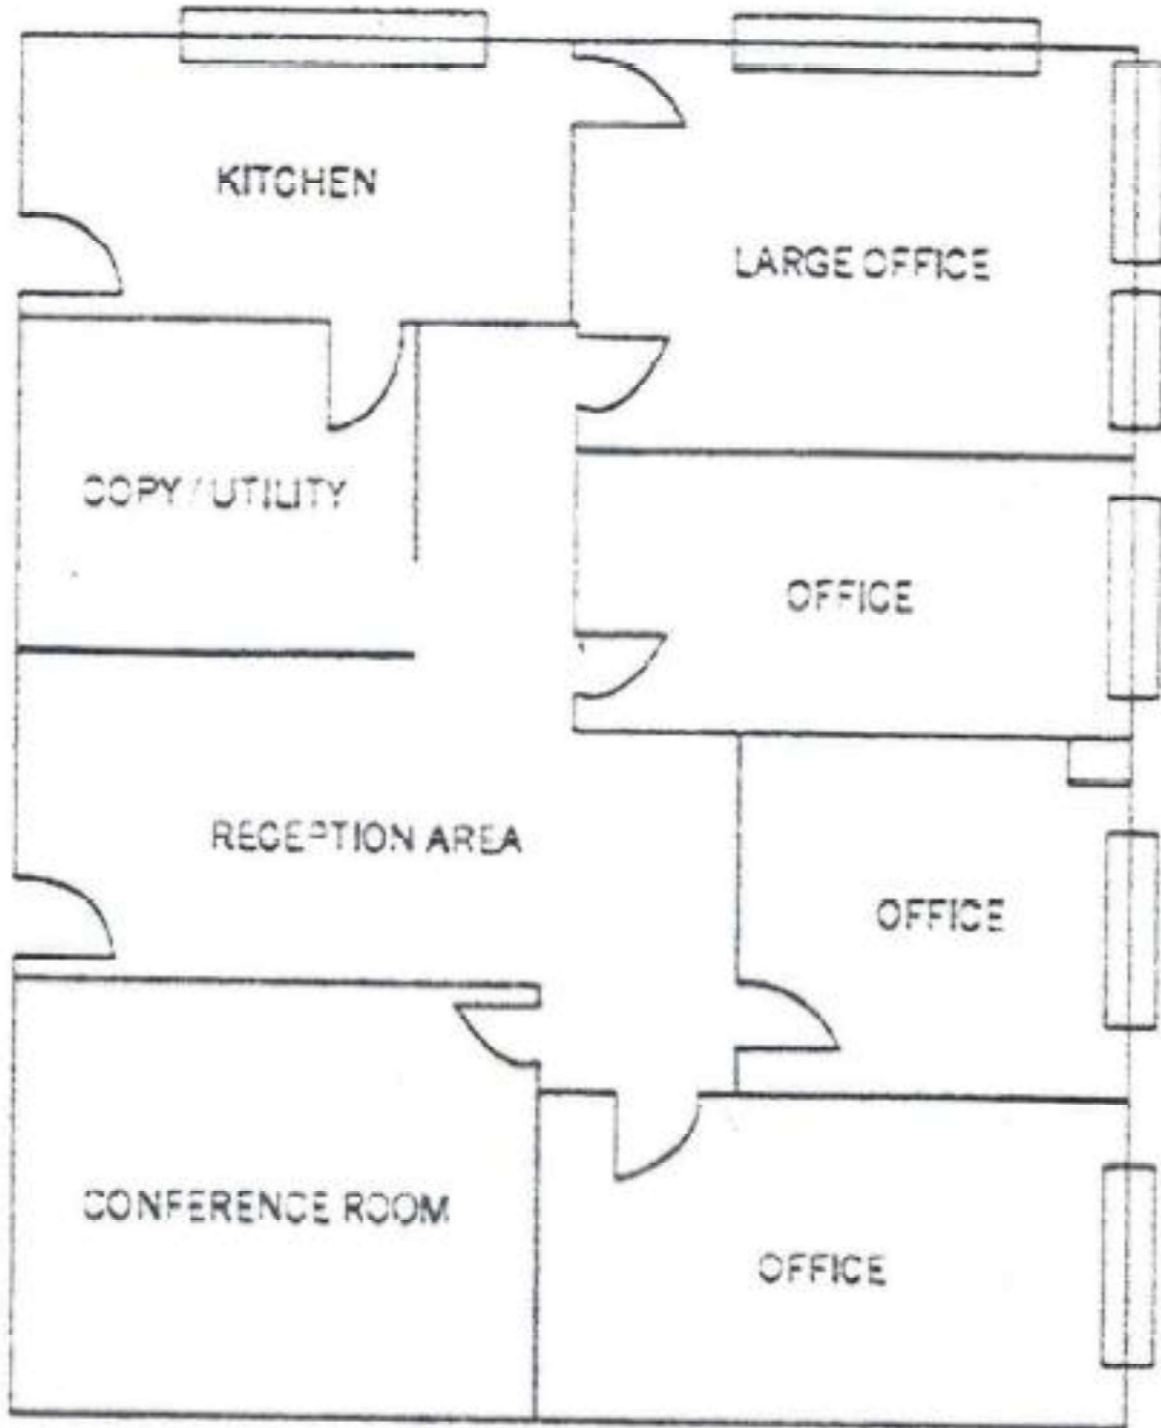 KITCHEN
LARGE OFFICE
COPY / UTILITY
OFFICE
RECEPTION AREA
OFFICE
CONFERENCE ROOM
OFFICE